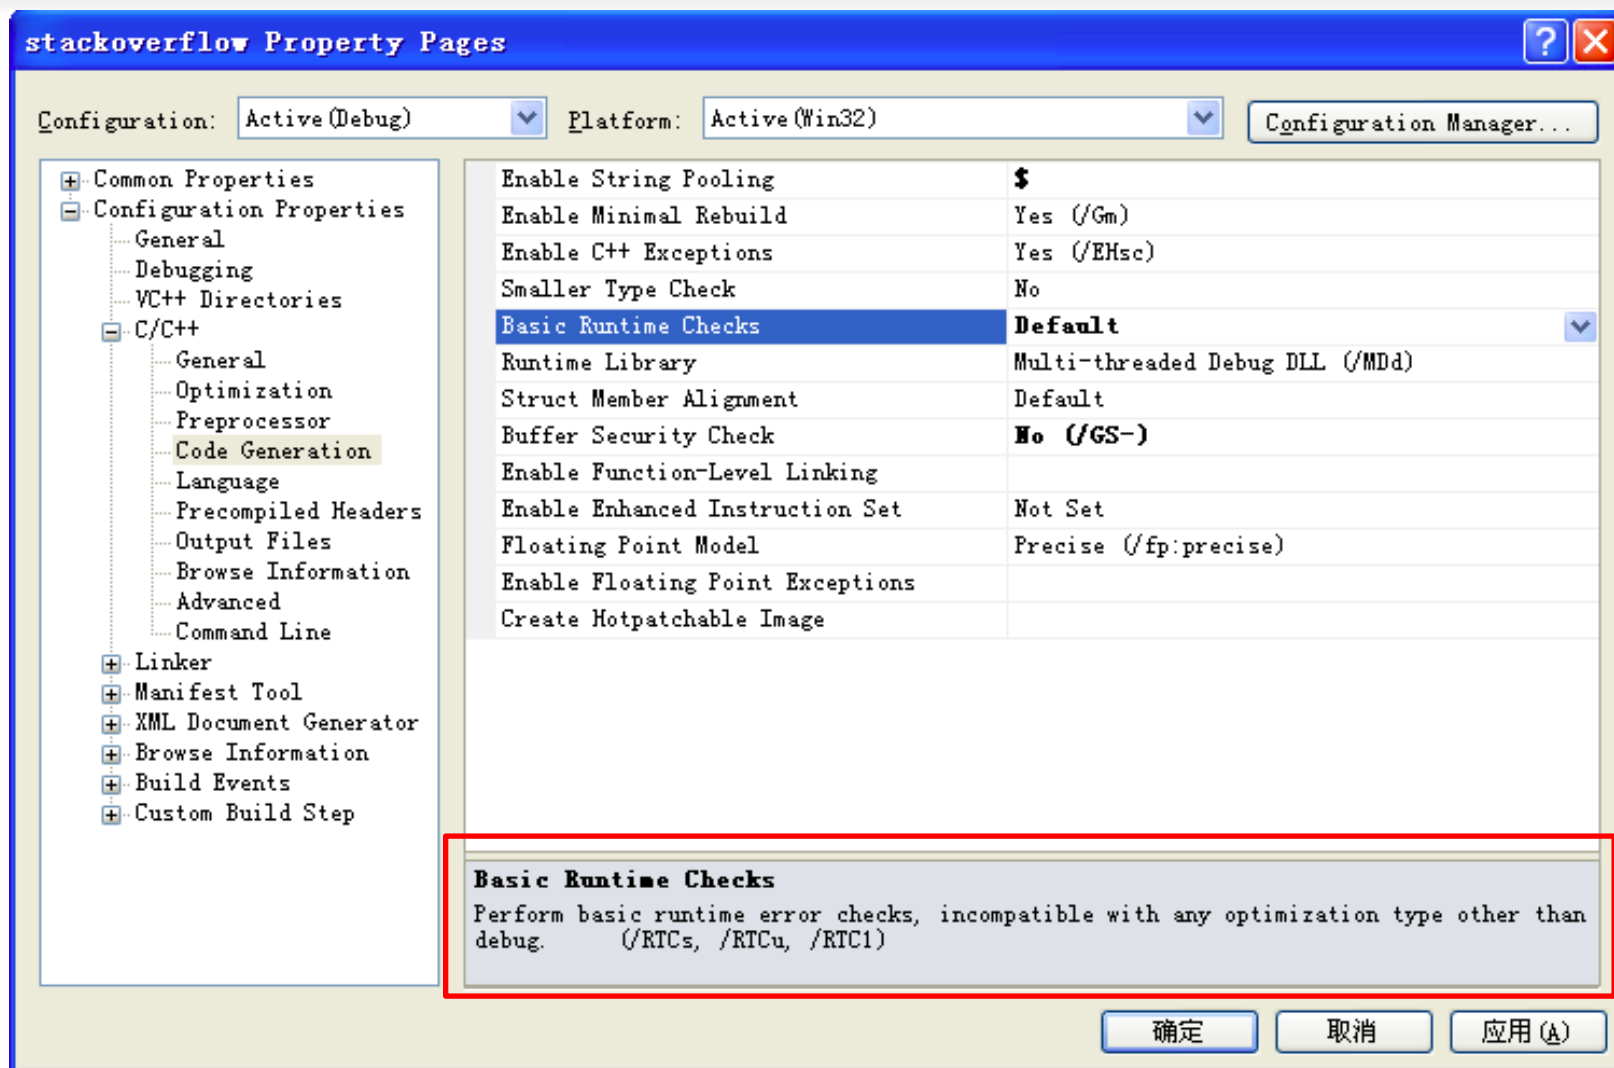 stackoverflow Property Pages
Configuration: Active(Debug) Platform: Active(Win32) Configuration Manager...
Common Properties
Configuration Properties
General
Debugging
VC++ Directories
C/C++
General
Optimization
Preprocessor
Code Generation
Language
Precompiled Headers
Output Files
Browse Information
Advanced
Command Line
Linker
Manifest Tool
XML Document Generator
Browse Information
Build Events
Custom Build Step
Enable String Pooling $
Enable Minimal Rebuild Yes (/Gm)
Enable C++ Exceptions Yes (/EHsc)
Smaller Type Check No
Basic Runtime Checks Default
Runtime Library Multi-threaded Debug DLL (/MDd)
Struct Member Alignment Default
Buffer Security Check No (/GS-)
Enable Function-Level Linking
Enable Enhanced Instruction Set Not Set
Floating Point Model Precise (/fp:precise)
Enable Floating Point Exceptions
Create Hotpatchable Image
Basic Runtime Checks
Perform basic runtime error checks, incompatible with any optimization type other than
debug. (/RTCs, /RTCu, /RTC1)
确定 取消 应用(A)